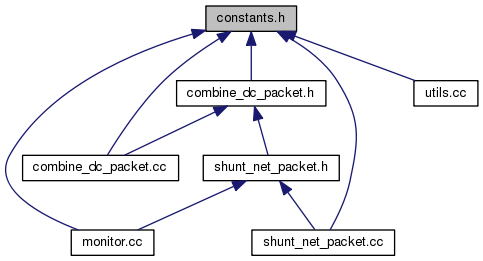 constants.h
combine_dc_packet.h
utils.cc
combine_dc_packet.cc
shunt_net_packet.h
monitor.cc
shunt_net_packet.cc